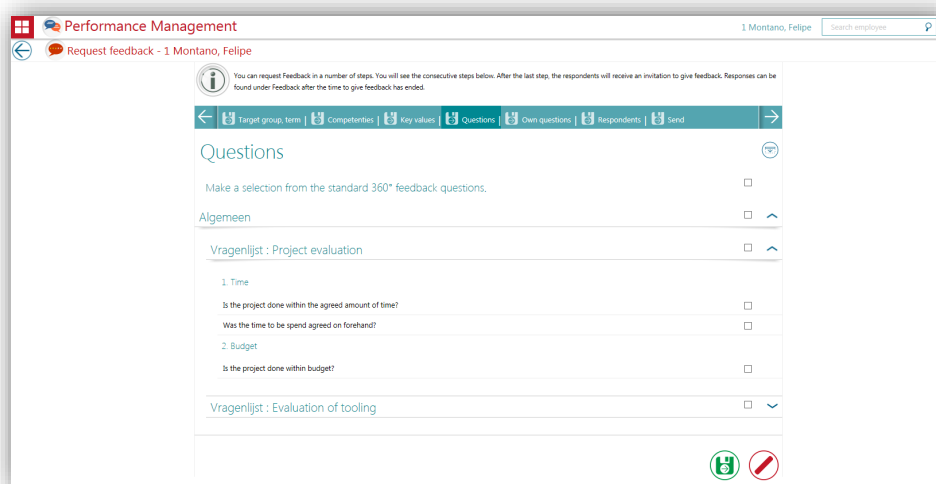 Performance Management
1 Montano, Felipe
Search employee
Request feedback - 1 Montano, Felipe
You can request Feedback in a number of steps. You will see the consecutive steps below. After the last step, the respondents will receive an invitation to give feedback. Responses can be
found under Feedback after the time to give feedback has ended.
Target group, term | Competenties | Key values | Questions | Own questions | Respondents | Send
Questions
Make a selection from the standard 360° feedback questions.
Algemeen
Vragenlijst : Project evaluation
1. Time
Is the project done within the agreed amount of time?
Was the time to be spend agreed on forehand?
2. Budget
Is the project done within budget?
Vragenlijst : Evaluation of tooling